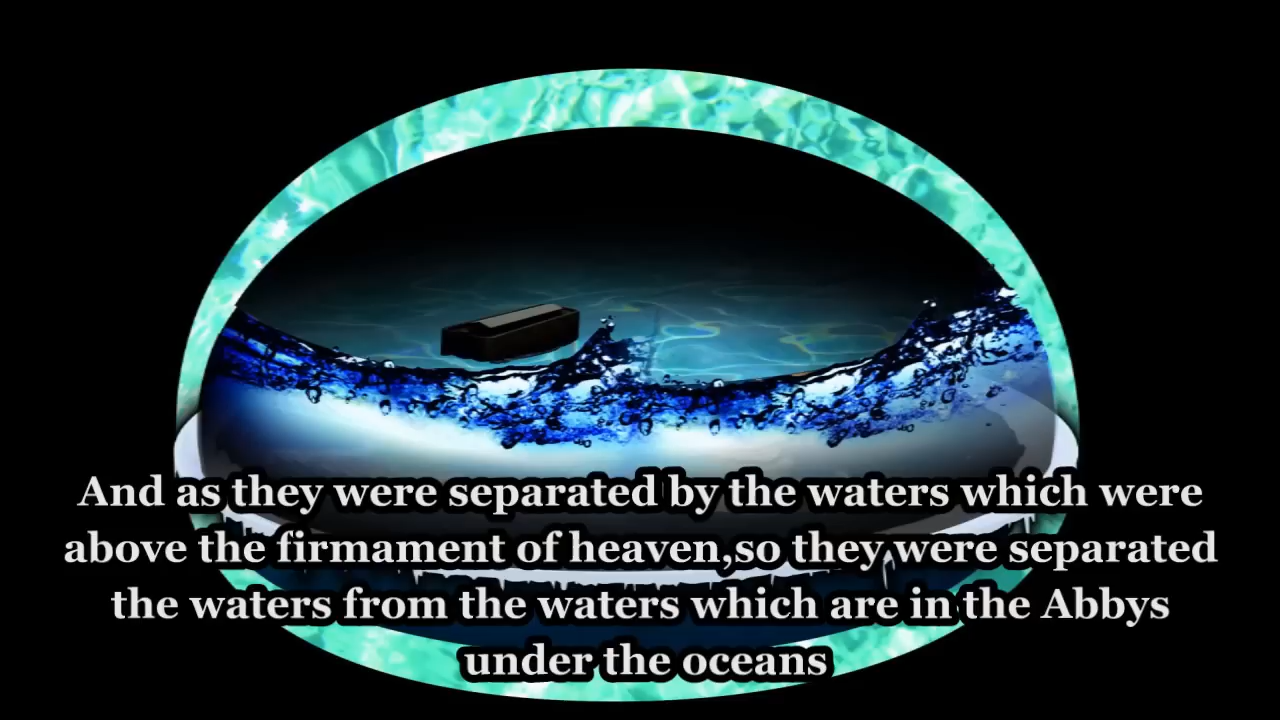 And as they were separated by the waters which were
above the firmament of heaven,so they were separated
the waters from the waters which are in the Abbys
under the oceans